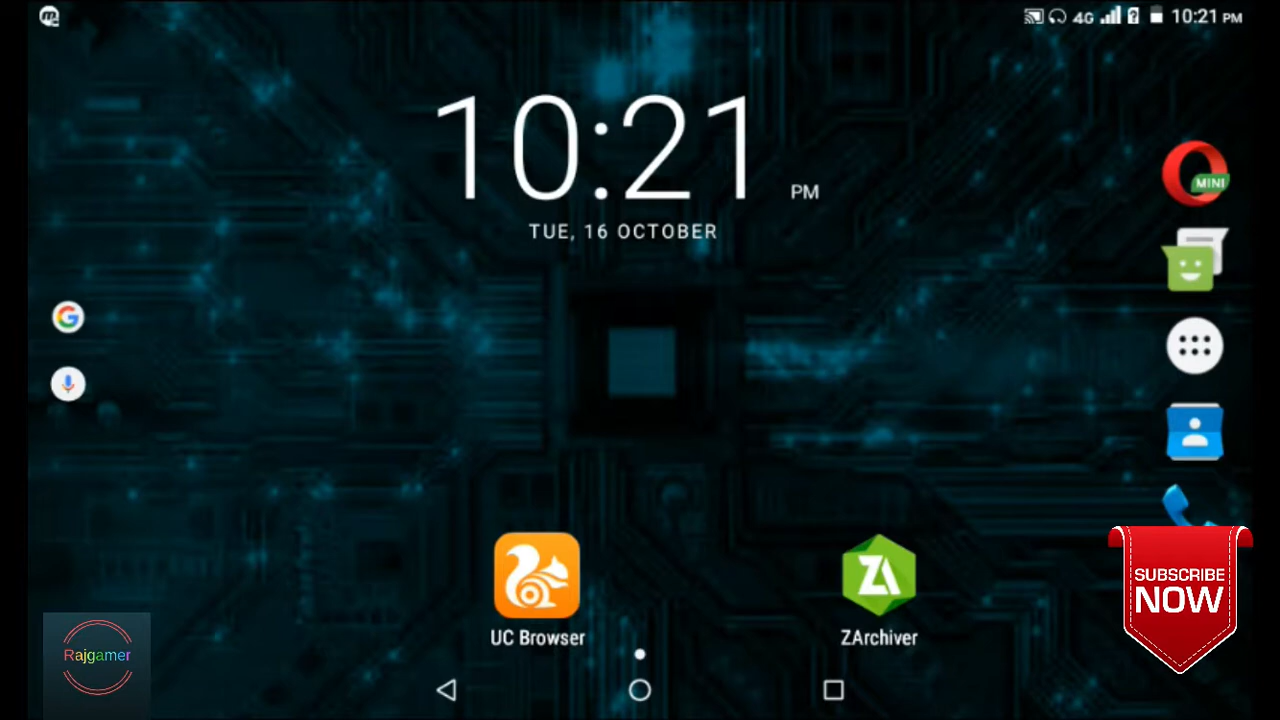 4G 10:21 PM
10:21 PM
TUE, 16 OCTOBER
MINI
UC Browser
ZArchiver
SUBSCRIBE
NOW
Rajgamer